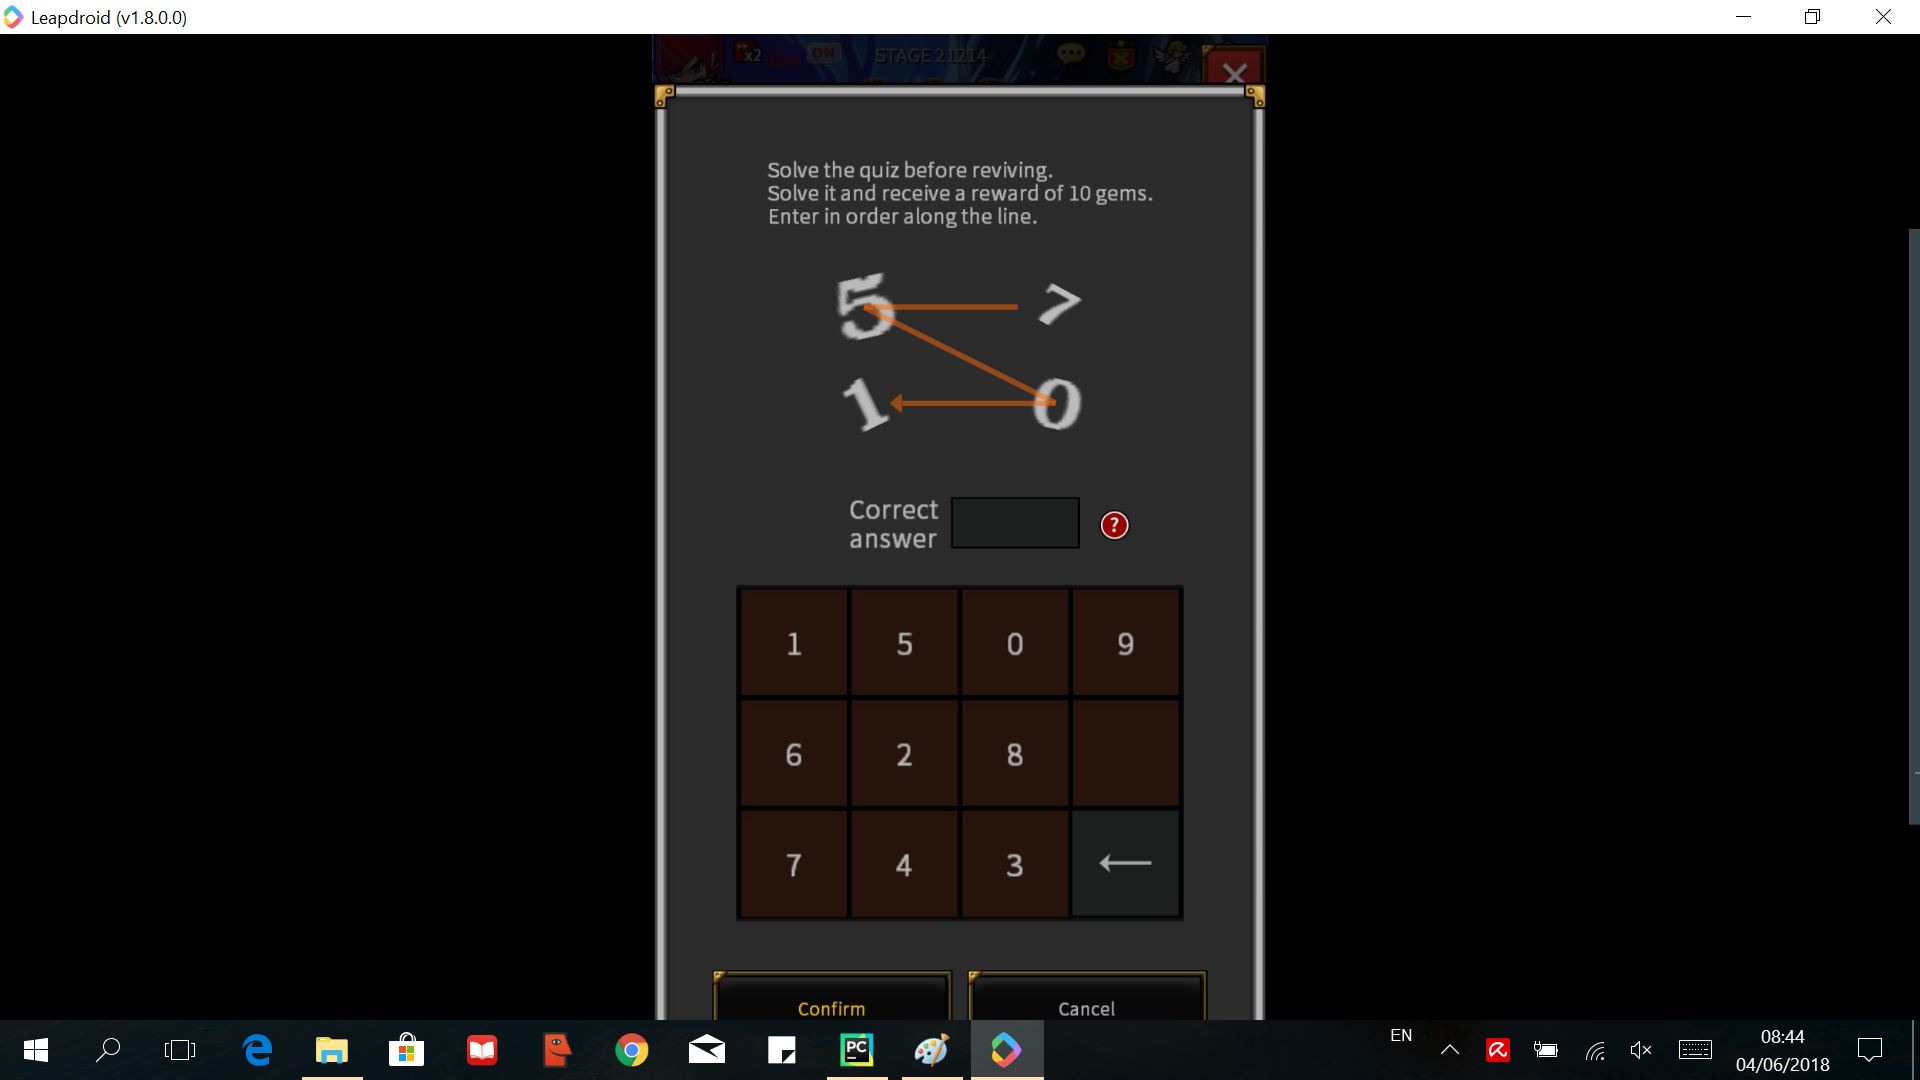 Leapdroid (v1.8.0.0)
x2
ON
STAGE 21214
Solve the quiz before reviving.
Solve it and receive a reward of 10 gems.
Enter in order along the line.
5 7
1 0
Correct
answer
?
1 5 0 9
6 2 8
7 4 3
Confirm Cancel
PC
EN
08:44
04/06/2018